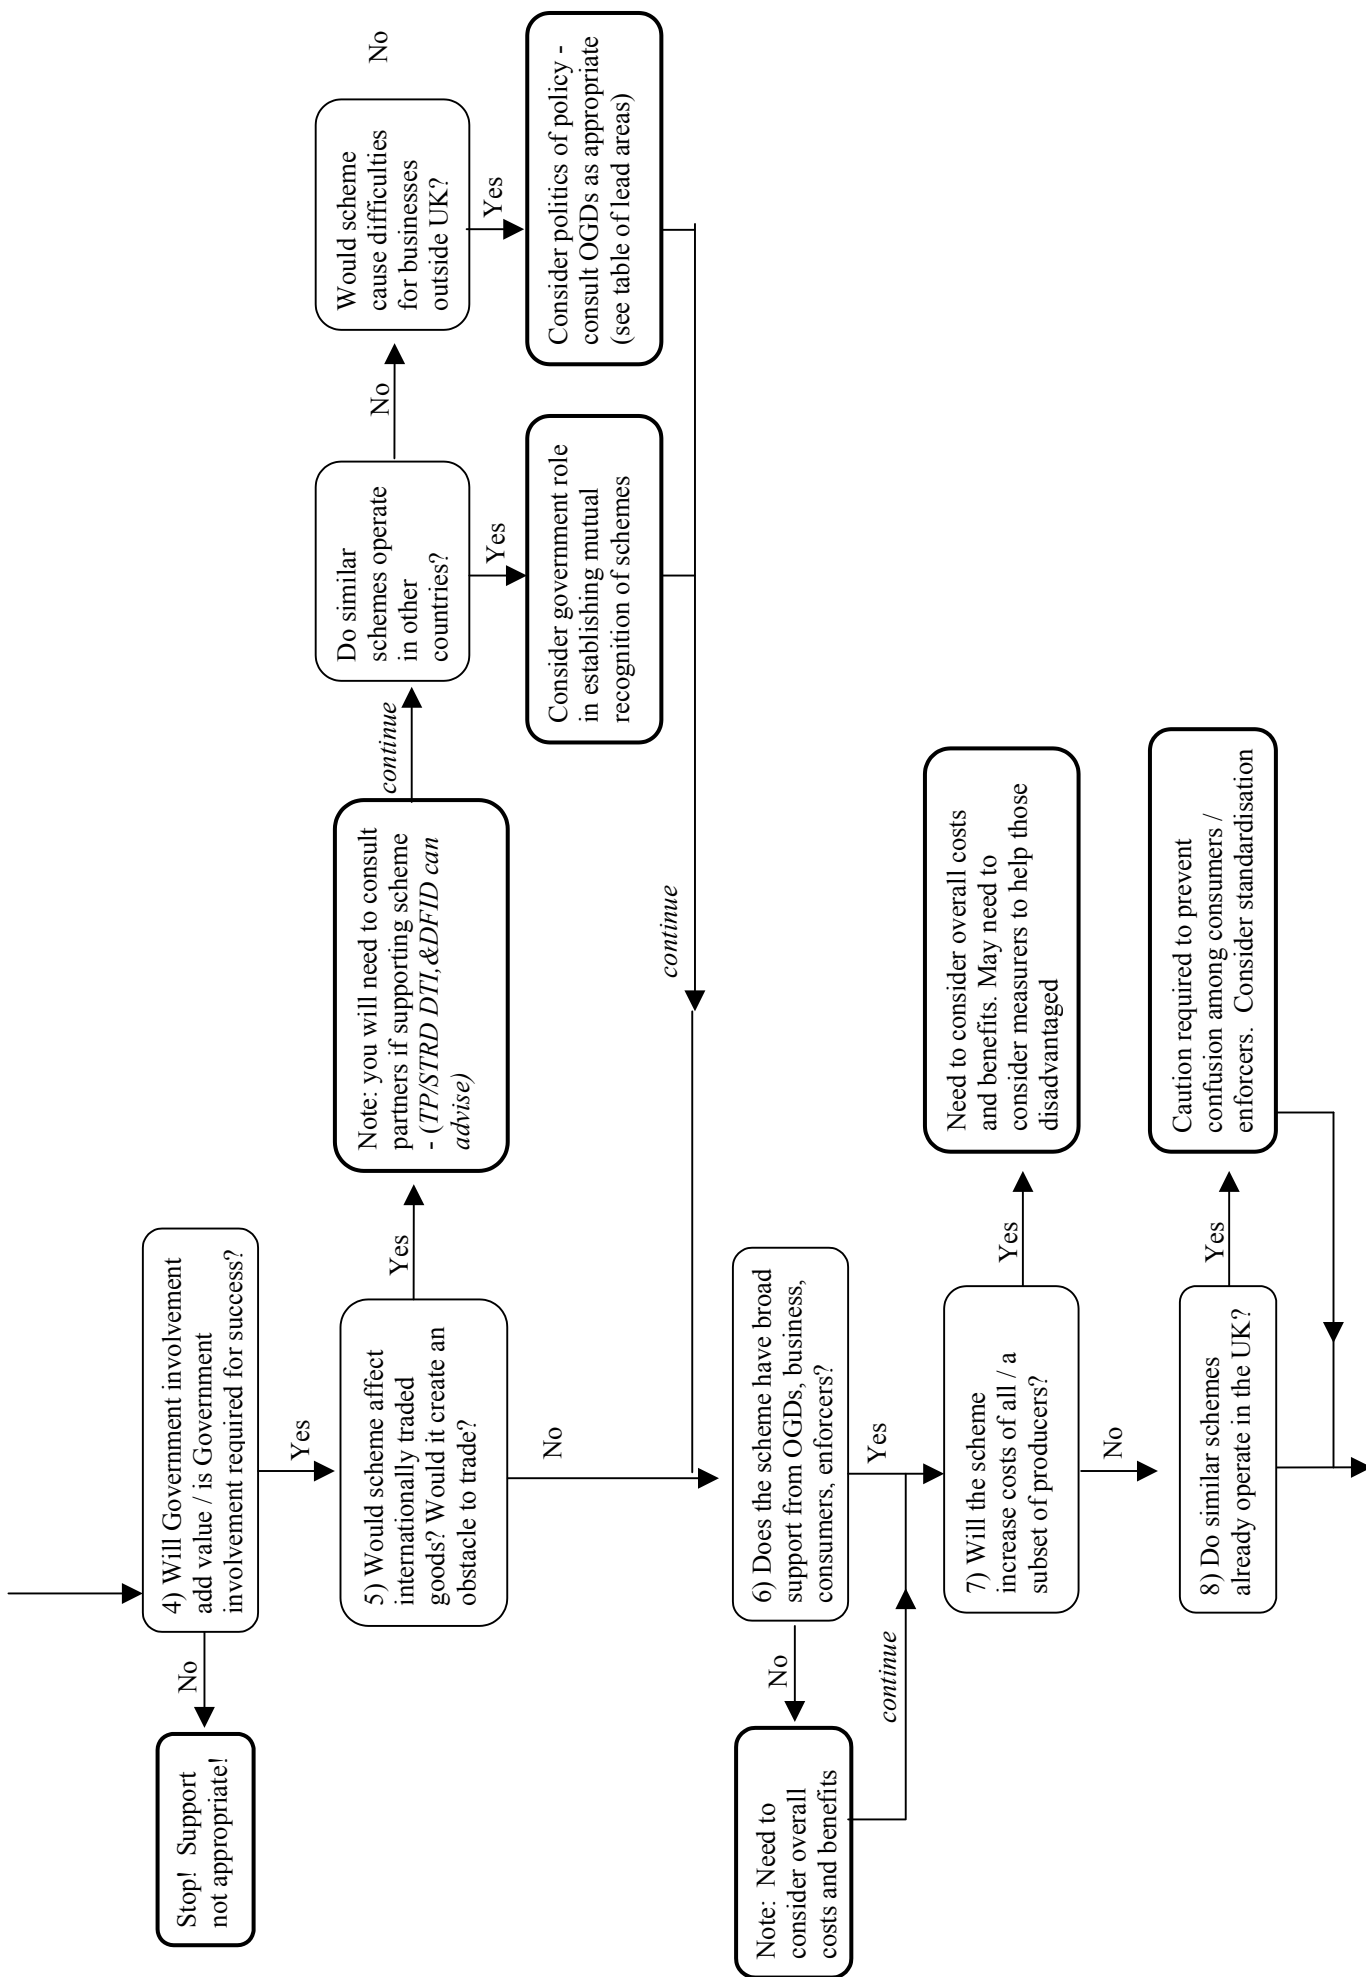 4) Will Government involvement
add value / is Government
involvement required for success?
No
Stop!  Support
not appropriate!
Yes
5) Would scheme affect
internationally traded
goods? Would it create an
obstacle to trade?
Yes
Note: you will need to consult
partners if supporting scheme
- (TP/STRD DTI,&DFID can
advise)
continue
Do similar
schemes operate
in other
countries?
No
Would scheme
cause difficulties
for businesses
outside UK?
No
Yes
Consider government role
in establishing mutual
recognition of schemes
Yes
Consider politics of policy -
consult OGDs as appropriate
(see table of lead areas)
continue
No
6) Does the scheme have broad
support from OGDs, business,
consumers, enforcers?
No
Note:  Need to
consider overall
costs and benefits
continue
Yes
7) Will the scheme
increase costs of all / a
subset of producers?
Yes
Need to consider overall costs
and benefits. May need to
consider measurers to help those
disadvantaged
No
8) Do similar schemes
already operate in the UK?
Yes
Caution required to prevent
confusion among consumers /
enforcers.  Consider standardisation